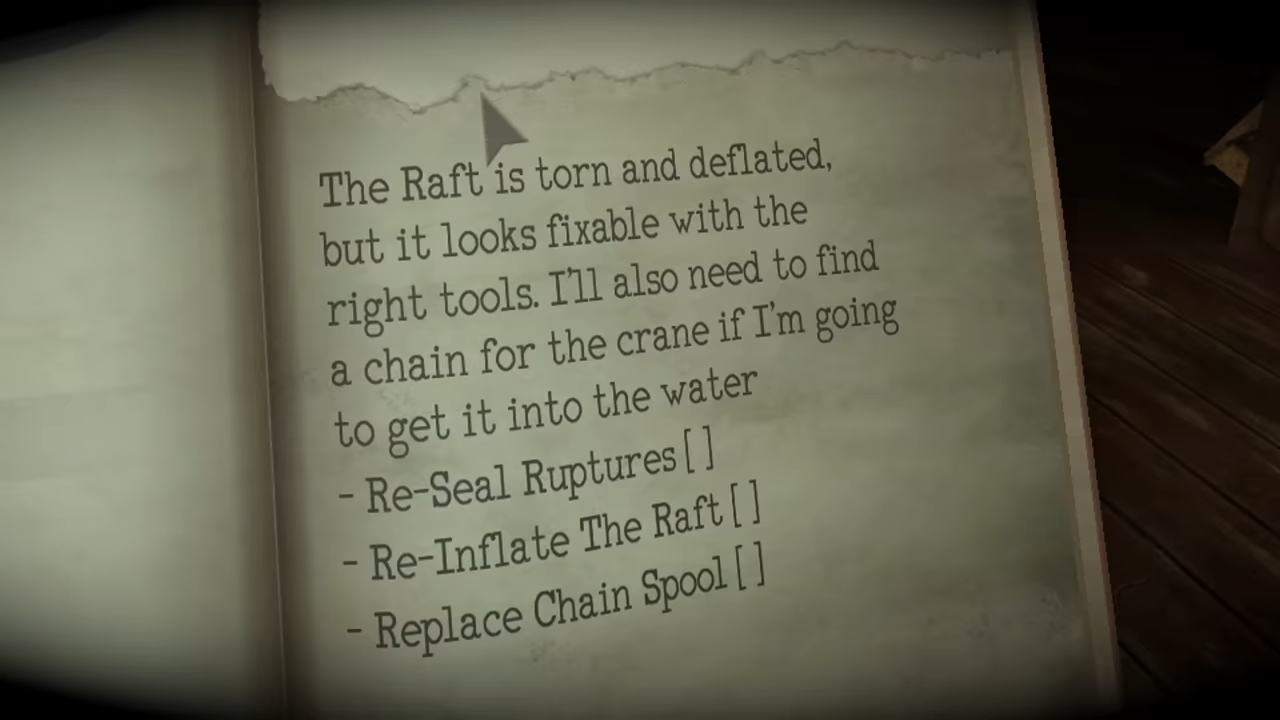 The Raft is torn and deflated,
but it looks fixable with the
right tools. I'll also need to find
a chain for the crane if I'm going
to get it into the water
- Re-Seal Ruptures [ ]
- Re-Inflate The Raft [ ]
- Replace Chain Spool [ ]